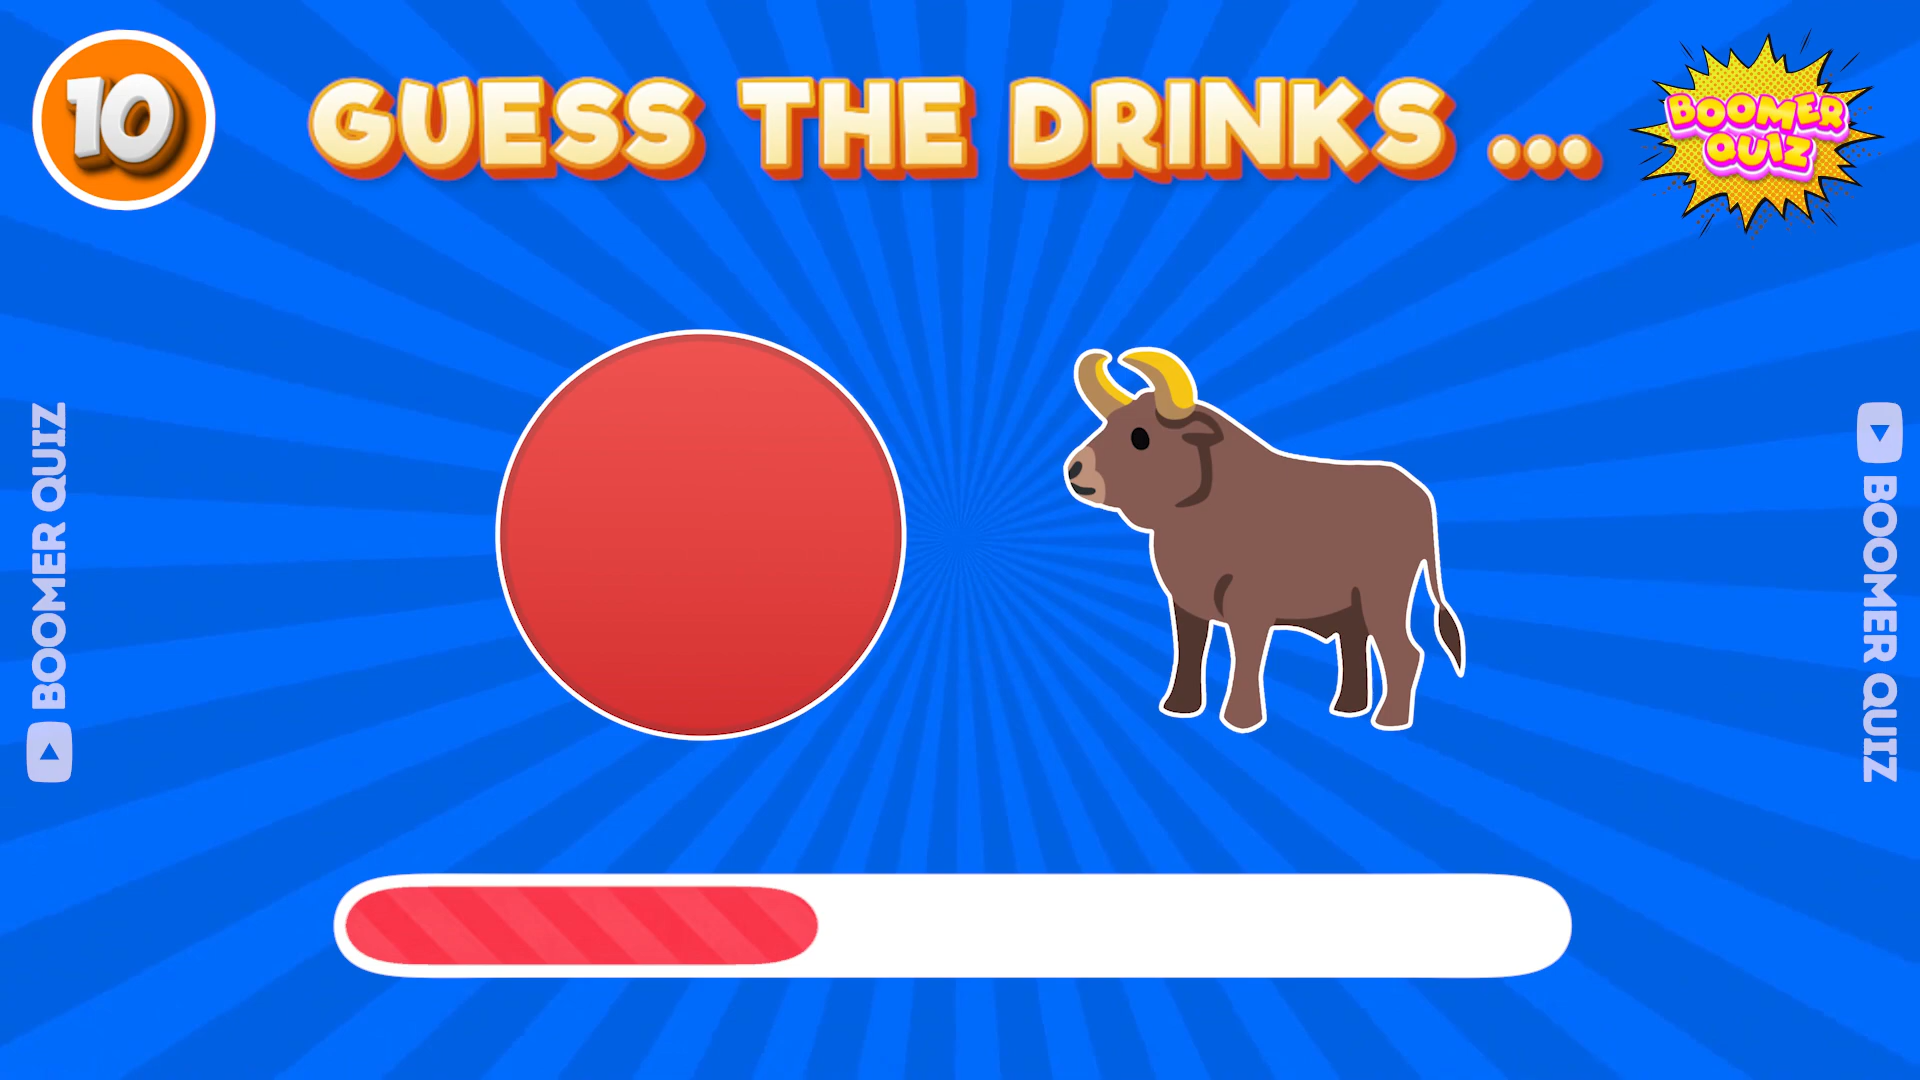 10
GUESS THE DRINKS ...
BOOMER
QUIZ
BOOMER QUIZ
BOOMER QUIZ